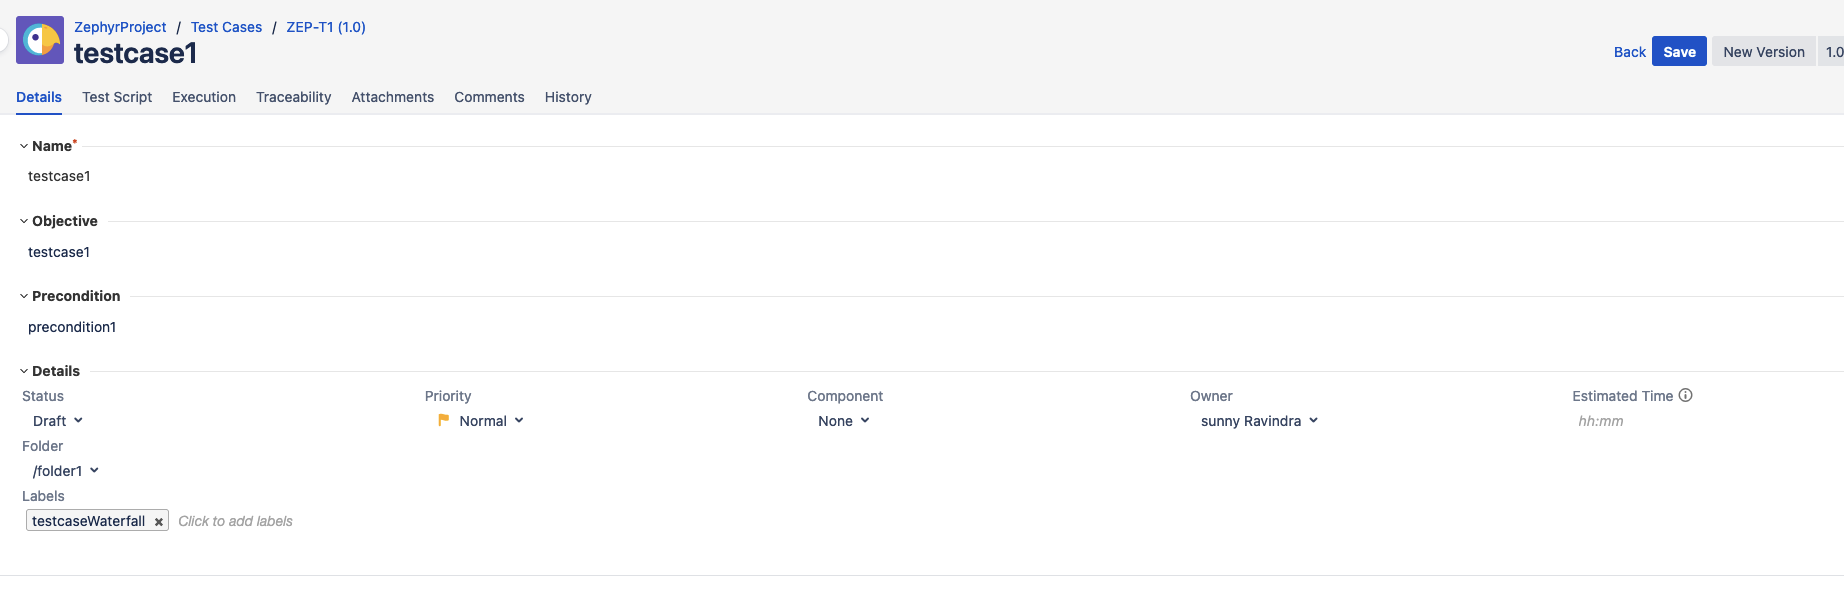 ZephyrProject / Test Cases / ZEP-T1 (1.0)
testcase1
Back Save New Version 1.0
Details Test Script Execution Traceability Attachments Comments History
Name*
testcase1
Objective
testcase1
Precondition
precondition1
Details
Status Priority Component Owner Estimated Time
Draft Normal None sunny Ravindra hh:mm
Folder
/folder1
Labels
testcaseWaterfall × Click to add labels